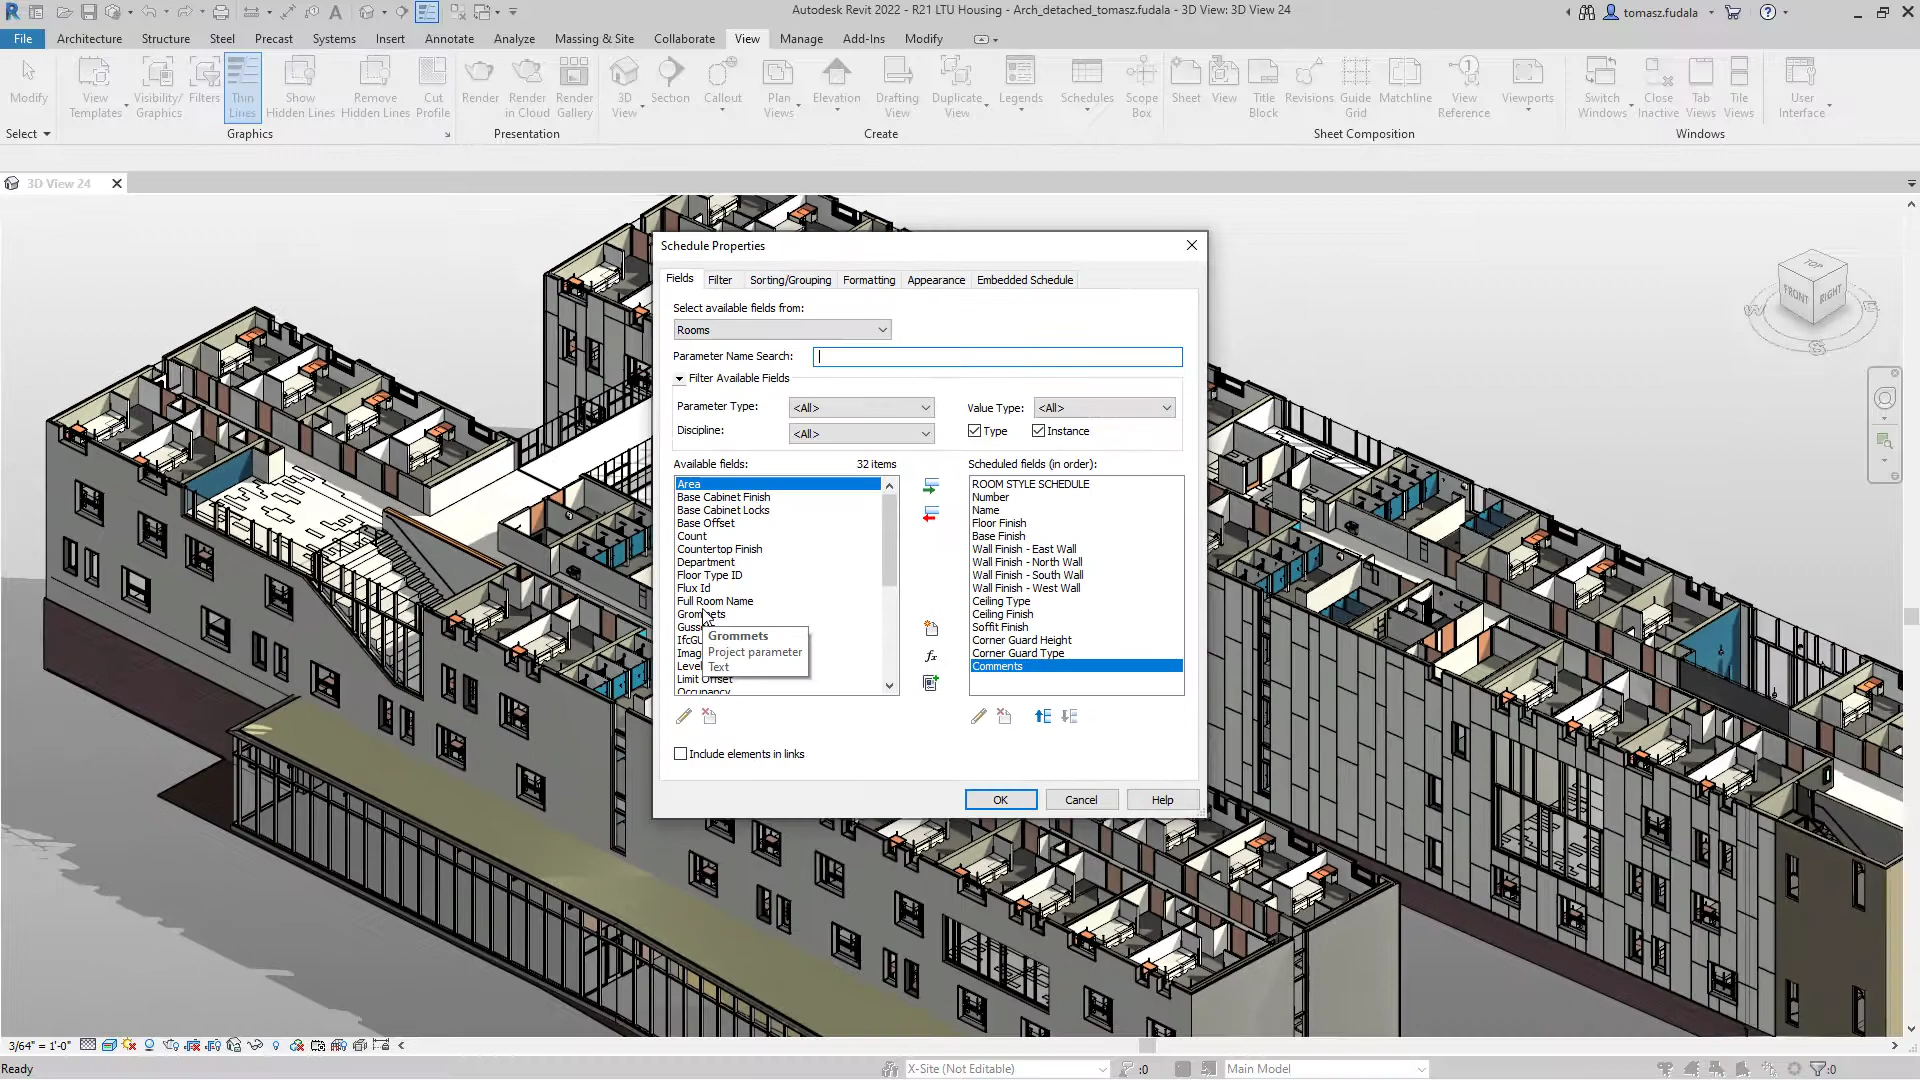 Autodesk Revit 2022 - R21 LTU Housing - Arch_detached_tomasz.fudala - 3D View: 3D View 24
tomasz.fudala
File Architecture Structure Steel Precast Systems Insert Annotate Analyze Massing & Site Collaborate View Manage Add-Ins Modify
Modify
View Templates
Visibility/ Graphics
Filters
Thin Lines
Show Hidden Lines
Remove Hidden Lines
Cut Profile
Render
Render in Cloud
Render Gallery
3D View
Section
Callout
Plan Views
Elevation
Drafting View
Duplicate View
Legends
Schedules
Scope Box
Sheet
View
Title Block
Revisions
Guide Grid
Matchline
View Reference
Viewports
Switch Windows
Close Inactive
Tab Views
Tile Views
User Interface
Select Graphics Presentation Create Sheet Composition Windows
3D View 24
TOP
FRONT
RIGHT
W
E
S
Schedule Properties
Fields Filter Sorting/Grouping Formatting Appearance Embedded Schedule
Select available fields from:
Rooms
Parameter Name Search:
Filter Available Fields
Parameter Type: <All> Value Type: <All>
Discipline: <All> Type Instance
Available fields: 32 items
Area
Base Cabinet Finish
Base Cabinet Locks
Base Offset
Count
Countertop Finish
Department
Floor Type ID
Flux Id
Full Room Name
Grommets
Guss
IfcGU
Imag
Level
Limit Offset
Occupancy
Grommets
Project parameter
Text
Scheduled fields (in order):
ROOM STYLE SCHEDULE
Number
Name
Floor Finish
Base Finish
Wall Finish - East Wall
Wall Finish - North Wall
Wall Finish - South Wall
Wall Finish - West Wall
Ceiling Type
Ceiling Finish
Soffit Finish
Corner Guard Height
Corner Guard Type
Comments
Include elements in links
OK Cancel Help
3/64" = 1'-0"
Ready
X-Site (Not Editable)
:0
Main Model
:0